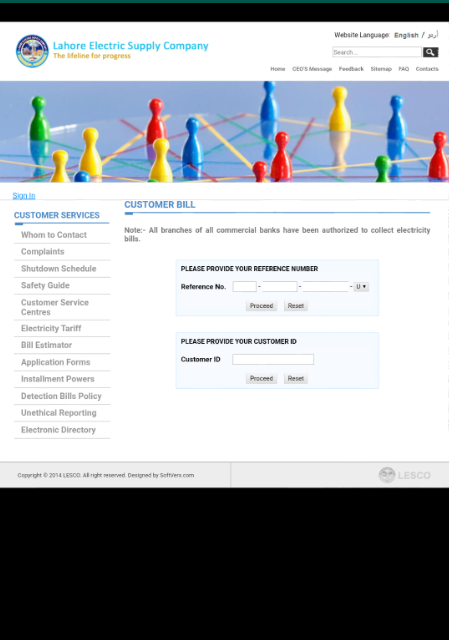 Website Language: English / اُردو
Lahore Electric Supply Company
The lifeline for progress
Search...
Home CEO'S Message Feedback Sitemap FAQ Contacts
Sign In
CUSTOMER SERVICES
Whom to Contact
Complaints
Shutdown Schedule
Safety Guide
Customer Service
Centres
Electricity Tariff
Bill Estimator
Application Forms
Installment Powers
Detection Bills Policy
Unethical Reporting
Electronic Directory
CUSTOMER BILL
Note:- All branches of all commercial banks have been authorized to collect electricity
bills.
PLEASE PROVIDE YOUR REFERENCE NUMBER
Reference No. - - - U
Proceed Reset
PLEASE PROVIDE YOUR CUSTOMER ID
Customer ID
Proceed Reset
Copyright © 2014 LESCO. All right reserved. Designed by SoftVerx.com
LESCO